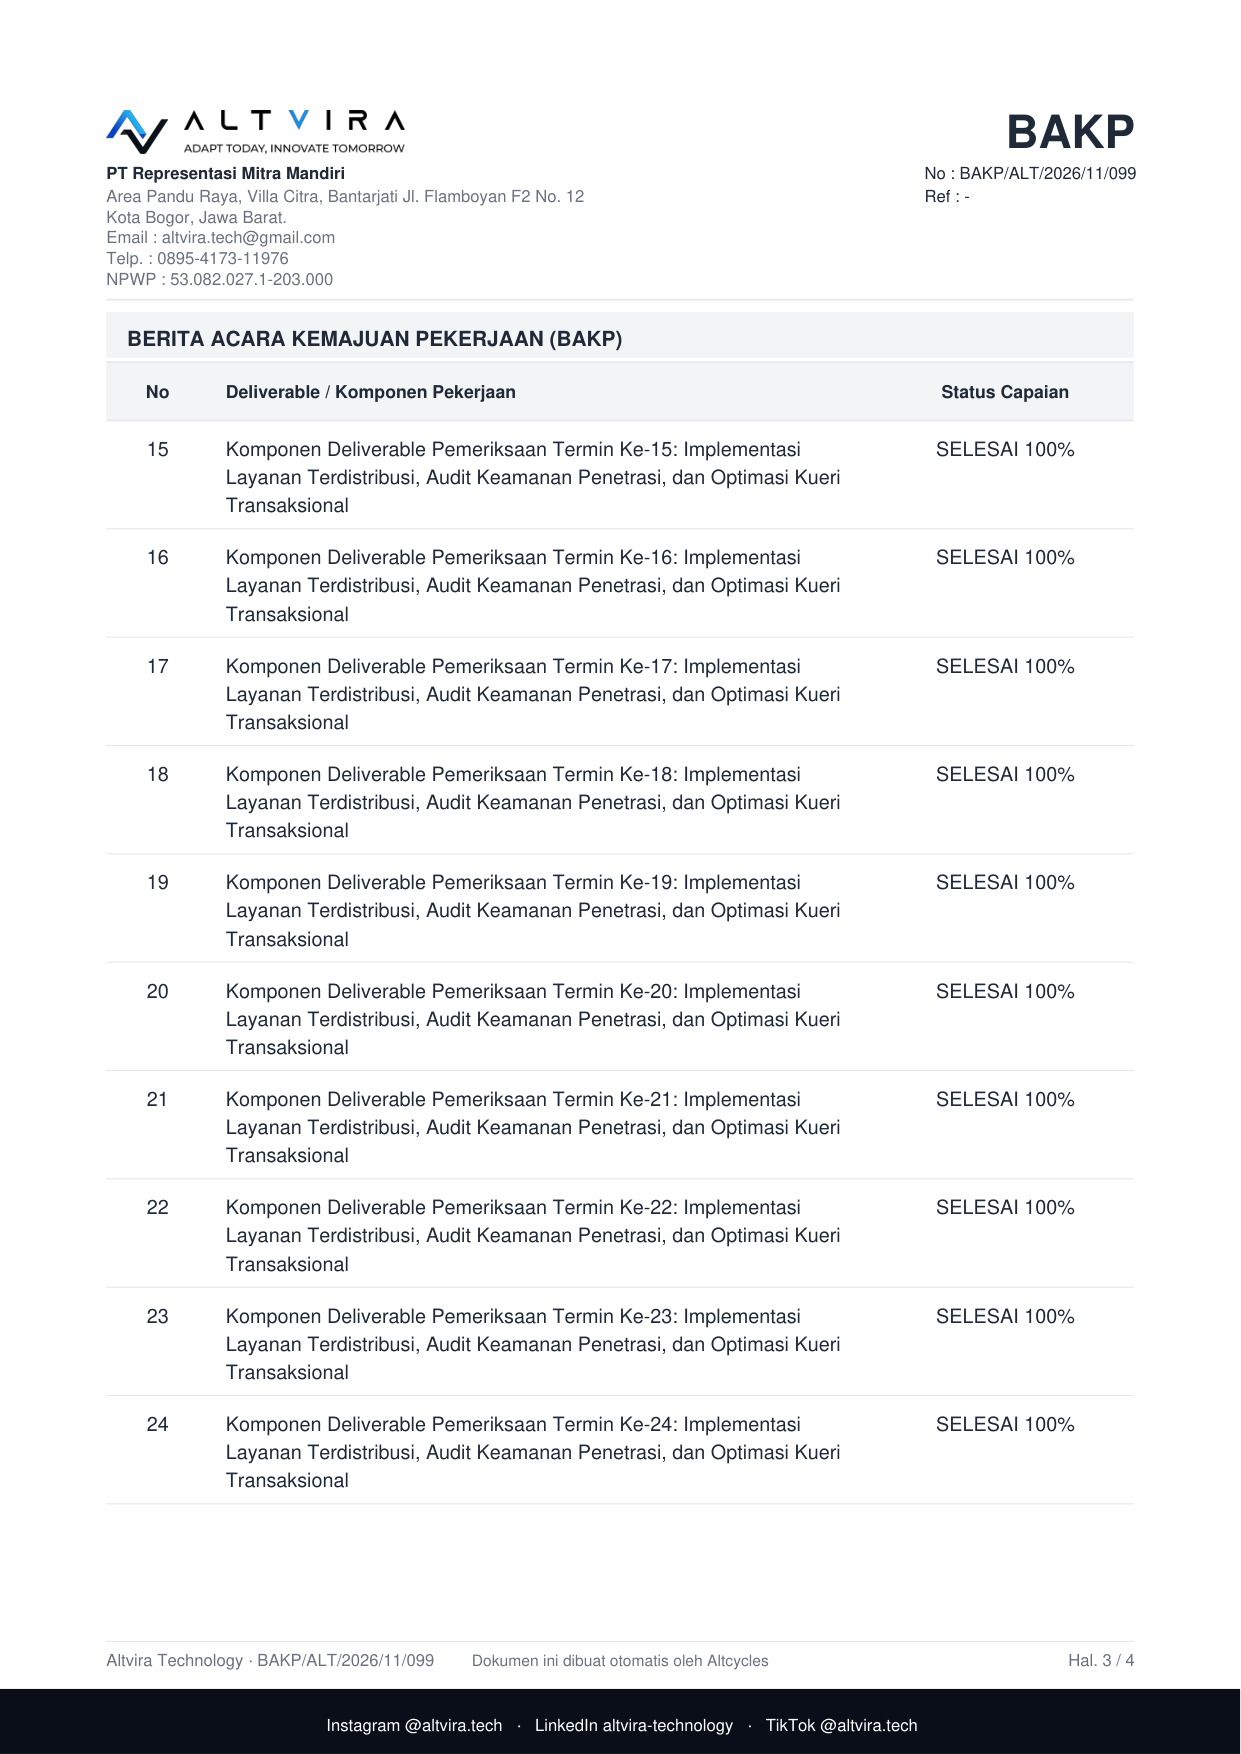 ALTVIRA
ADAPT TODAY, INNOVATE TOMORROW
BAKP
PT Representasi Mitra Mandiri
No : BAKP/ALT/2026/11/099
Area Pandu Raya, Villa Citra, Bantarjati Jl. Flamboyan F2 No. 12
Ref : -
Kota Bogor, Jawa Barat.
Email : altvira.tech@gmail.com
Telp. : 0895-4173-11976
NPWP : 53.082.027.1-203.000
BERITA ACARA KEMAJUAN PEKERJAAN (BAKP)
No Deliverable / Komponen Pekerjaan Status Capaian
15 Komponen Deliverable Pemeriksaan Termin Ke-15: Implementasi SELESAI 100%
Layanan Terdistribusi, Audit Keamanan Penetrasi, dan Optimasi Kueri
Transaksional
16 Komponen Deliverable Pemeriksaan Termin Ke-16: Implementasi SELESAI 100%
Layanan Terdistribusi, Audit Keamanan Penetrasi, dan Optimasi Kueri
Transaksional
17 Komponen Deliverable Pemeriksaan Termin Ke-17: Implementasi SELESAI 100%
Layanan Terdistribusi, Audit Keamanan Penetrasi, dan Optimasi Kueri
Transaksional
18 Komponen Deliverable Pemeriksaan Termin Ke-18: Implementasi SELESAI 100%
Layanan Terdistribusi, Audit Keamanan Penetrasi, dan Optimasi Kueri
Transaksional
19 Komponen Deliverable Pemeriksaan Termin Ke-19: Implementasi SELESAI 100%
Layanan Terdistribusi, Audit Keamanan Penetrasi, dan Optimasi Kueri
Transaksional
20 Komponen Deliverable Pemeriksaan Termin Ke-20: Implementasi SELESAI 100%
Layanan Terdistribusi, Audit Keamanan Penetrasi, dan Optimasi Kueri
Transaksional
21 Komponen Deliverable Pemeriksaan Termin Ke-21: Implementasi SELESAI 100%
Layanan Terdistribusi, Audit Keamanan Penetrasi, dan Optimasi Kueri
Transaksional
22 Komponen Deliverable Pemeriksaan Termin Ke-22: Implementasi SELESAI 100%
Layanan Terdistribusi, Audit Keamanan Penetrasi, dan Optimasi Kueri
Transaksional
23 Komponen Deliverable Pemeriksaan Termin Ke-23: Implementasi SELESAI 100%
Layanan Terdistribusi, Audit Keamanan Penetrasi, dan Optimasi Kueri
Transaksional
24 Komponen Deliverable Pemeriksaan Termin Ke-24: Implementasi SELESAI 100%
Layanan Terdistribusi, Audit Keamanan Penetrasi, dan Optimasi Kueri
Transaksional
Altvira Technology · BAKP/ALT/2026/11/099 Dokumen ini dibuat otomatis oleh Altcycles Hal. 3 / 4
Instagram @altvira.tech · LinkedIn altvira-technology · TikTok @altvira.tech